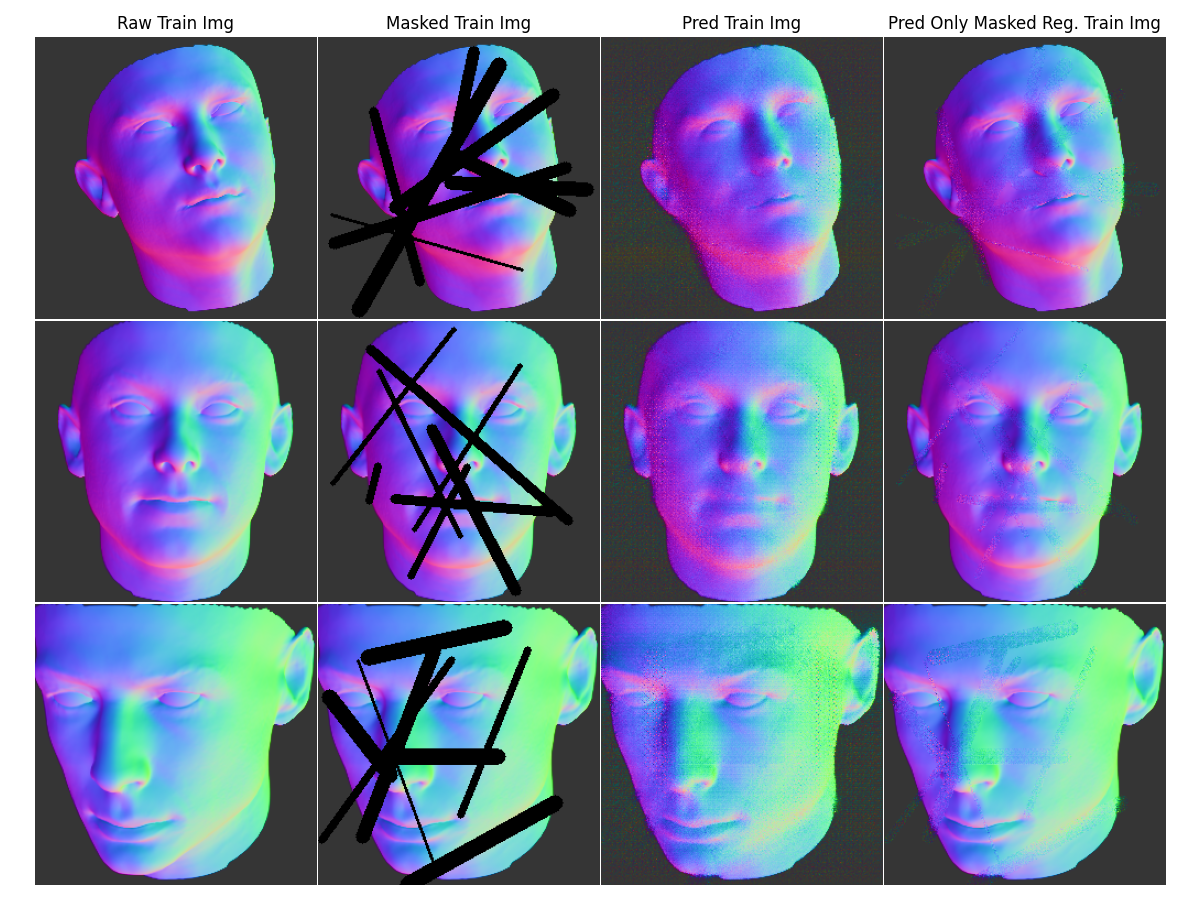 Raw Train Img
Masked Train Img
Pred Train Img
Pred Only Masked Reg. Train Img